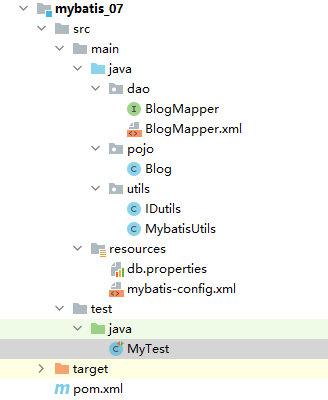 mybatis_07
src
main
java
dao
BlogMapper
BlogMapper.xml
pojo
Blog
utils
IDutils
MybatisUtils
resources
db.properties
mybatis-config.xml
test
java
MyTest
target
pom.xml